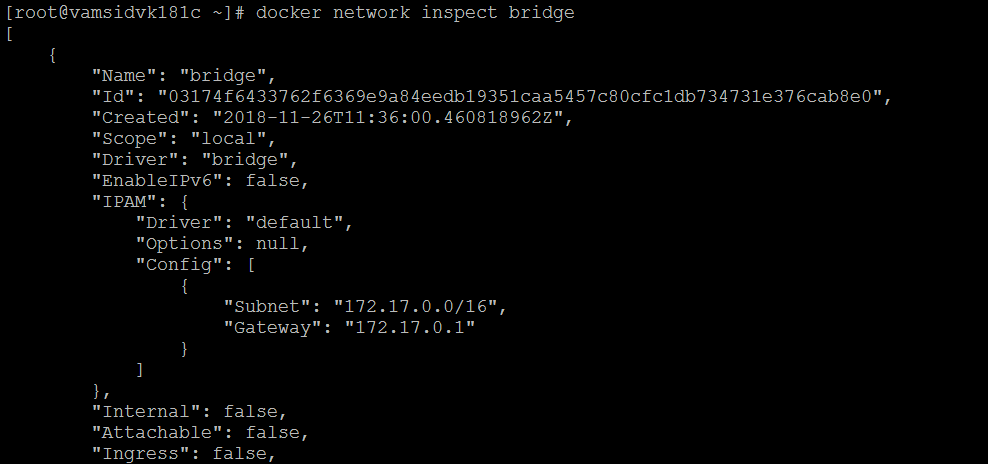 [root@vamsidvk181c ~]# docker network inspect bridge
[
    {
        "Name": "bridge",
        "Id": "03174f6433762f6369e9a84eedb19351caa5457c80cfc1db734731e376cab8e0",
        "Created": "2018-11-26T11:36:00.460818962Z",
        "Scope": "local",
        "Driver": "bridge",
        "EnableIPv6": false,
        "IPAM": {
            "Driver": "default",
            "Options": null,
            "Config": [
                {
                    "Subnet": "172.17.0.0/16",
                    "Gateway": "172.17.0.1"
                }
            ]
        },
        "Internal": false,
        "Attachable": false,
        "Ingress": false,